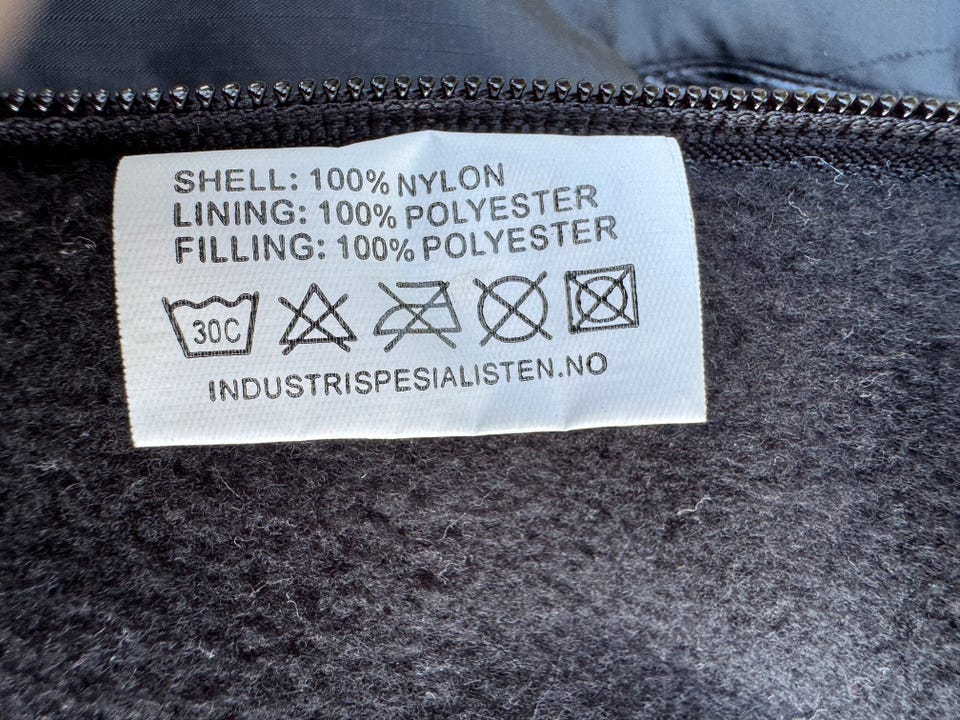 SHELL: 100% NYLON
LINING: 100% POLYESTER
FILLING: 100% POLYESTER
30C
INDUSTRISPESIALISTEN.NO